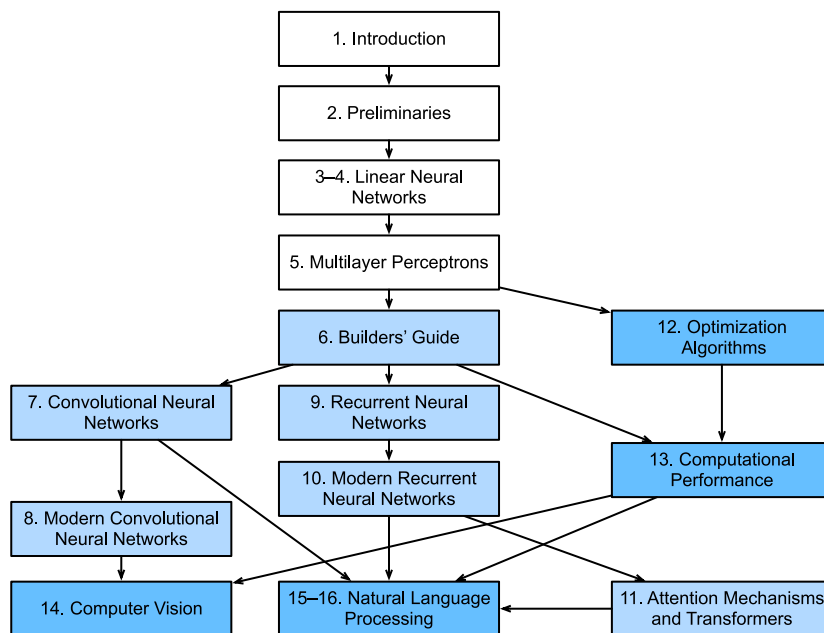 1. Introduction
2. Preliminaries
3–4. Linear Neural
Networks
5. Multilayer Perceptrons
6. Builders’ Guide
12. Optimization
Algorithms
7. Convolutional Neural
Networks
9. Recurrent Neural
Networks
13. Computational
Performance
10. Modern Recurrent
Neural Networks
8. Modern Convolutional
Neural Networks
14. Computer Vision
15–16. Natural Language
Processing
11. Attention Mechanisms
and Transformers